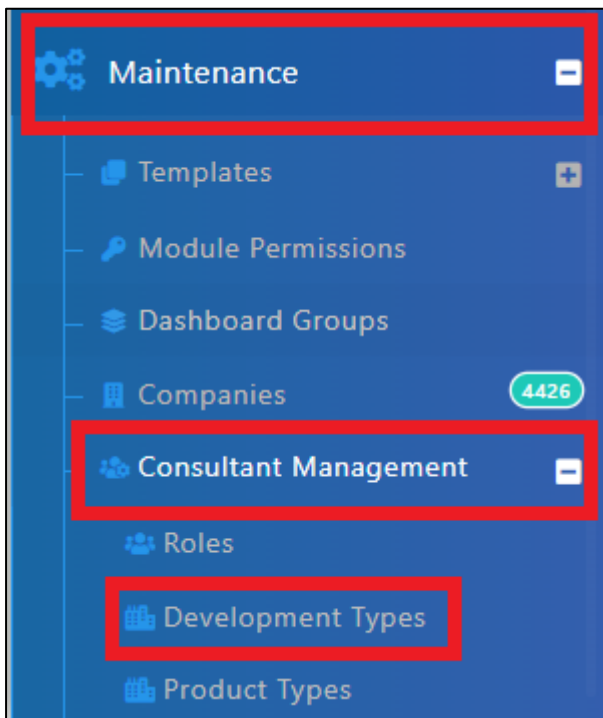 Maintenance
Templates
Module Permissions
Dashboard Groups
Companies 4426
Consultant Management
Roles
Development Types
Product Types